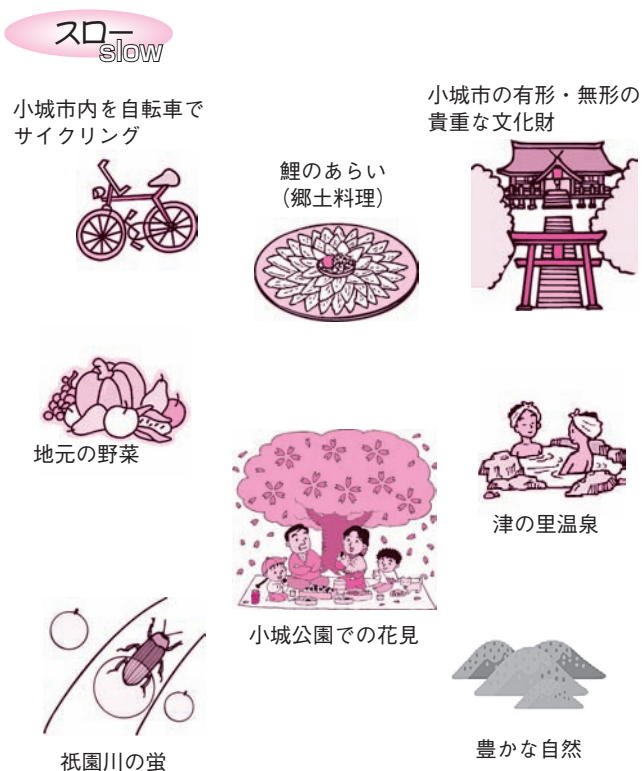 スロー
slow
小城市内を自転車で
サイクリング
鯉のあらい
（郷土料理）
小城市の有形・無形の
貴重な文化財
地元の野菜
津の里温泉
小城公園での花見
祇園川の蛍
豊かな自然